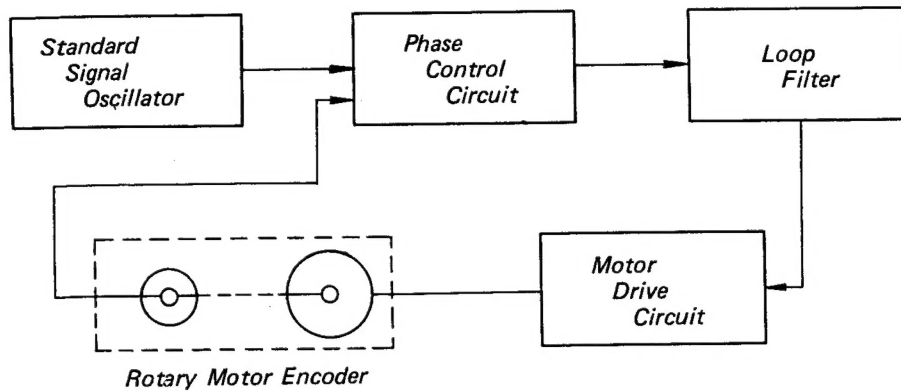 Standard
Signal
Oscillator
Phase
Control
Circuit
Loop
Filter
Motor
Drive
Circuit
Rotary Motor Encoder